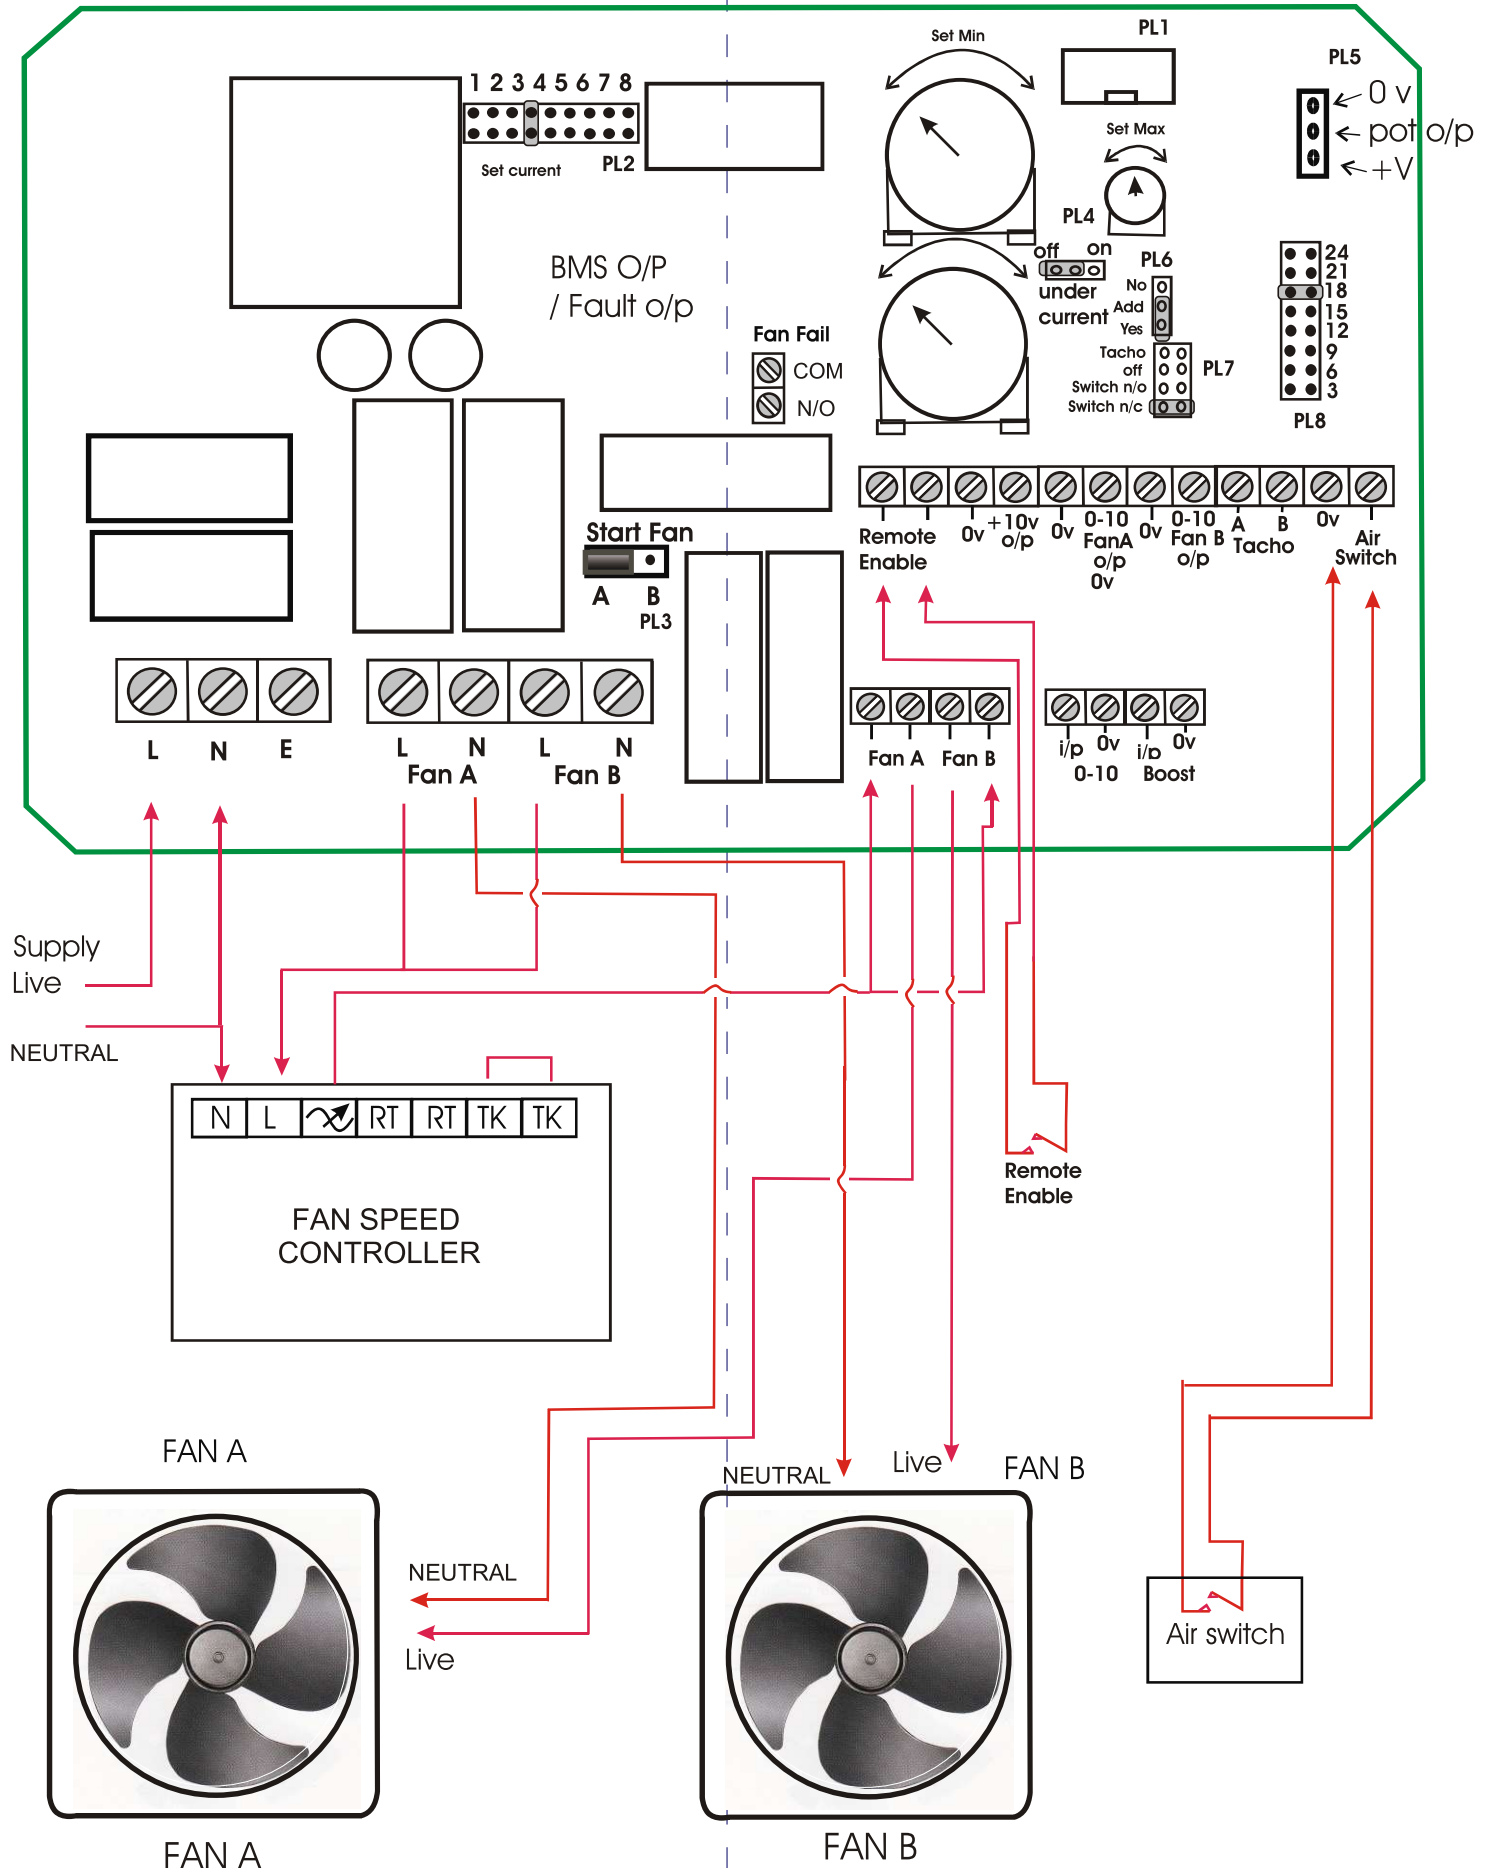 PL1
Set Min
PL5
1 2 3 4 5 6 7 8
0 v
pot o/p
+V
Set Max
PL2
Set current
PL4
off on
under
current
PL6
No
Add
Yes
Tacho
off
Switch n/o
Switch n/c
PL7
24
21
18
15
12
9
6
3
PL8
BMS O/P
/ Fault o/p
Fan Fail
COM
N/O
Start Fan
A B
PL3
Remote
Enable
0v
+10v
o/p
0v
0-10
FanA
o/p
0v
0v
0-10
Fan B
o/p
A B
Tacho
0v
Air
Switch
L N E
L N L N
Fan A Fan B
Fan A Fan B
i/p 0v i/p 0v
0-10 Boost
Supply
Live
NEUTRAL
N L RT RT TK TK
FAN SPEED
CONTROLLER
Remote
Enable
FAN A
NEUTRAL
Live
FAN B
NEUTRAL
Live
Air switch
FAN A
FAN B